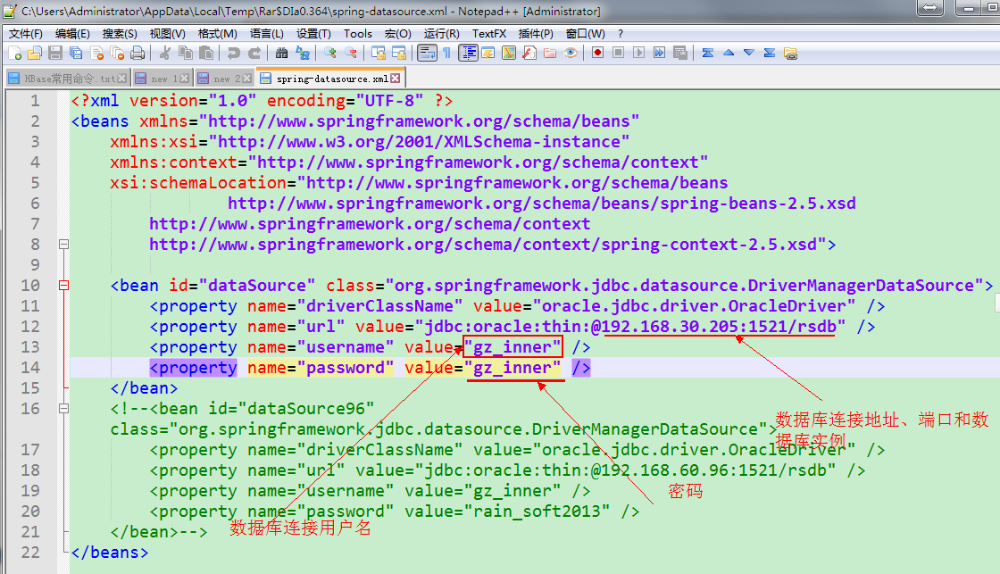 C:\Users\Administrator\AppData\Local\Temp\Rar$DIa0.364\spring-datasource.xml - Notepad++ [Administrator]
文件(F) 编辑(E) 搜索(S) 视图(V) 格式(M) 语言(L) 设置(T) Tools 宏(O) 运行(R) TextFX 插件(P) 窗口(W) ?
HBase常用命令.txt new 1 new 2 spring-datasource.xml
1 <?xml version="1.0" encoding="UTF-8" ?>
2 <beans xmlns="http://www.springframework.org/schema/beans"
3 xmlns:xsi="http://www.w3.org/2001/XMLSchema-instance"
4 xmlns:context="http://www.springframework.org/schema/context"
5 xsi:schemaLocation="http://www.springframework.org/schema/beans
6 http://www.springframework.org/schema/beans/spring-beans-2.5.xsd
7 http://www.springframework.org/schema/context
8 http://www.springframework.org/schema/context/spring-context-2.5.xsd">
9
10 <bean id="dataSource" class="org.springframework.jdbc.datasource.DriverManagerDataSource">
11 <property name="driverClassName" value="oracle.jdbc.driver.OracleDriver" />
12 <property name="url" value="jdbc:oracle:thin:@192.168.30.205:1521/rsdb" />
13 <property name="username" value="gz_inner" />
14 <property name="password" value="gz_inner" />
15 </bean>
16 <!--<bean id="dataSource96"
class="org.springframework.jdbc.datasource.DriverManagerDataSource">
数据库连接地址、端口和数
据库实例
17 <property name="driverClassName" value="oracle.jdbc.driver.OracleDriver" />
18 <property name="url" value="jdbc:oracle:thin:@192.168.60.96:1521/rsdb" />
19 <property name="username" value="gz_inner" />
密码
20 <property name="password" value="rain_soft2013" />
21 </bean>-->
数据库连接用户名
22 </beans>